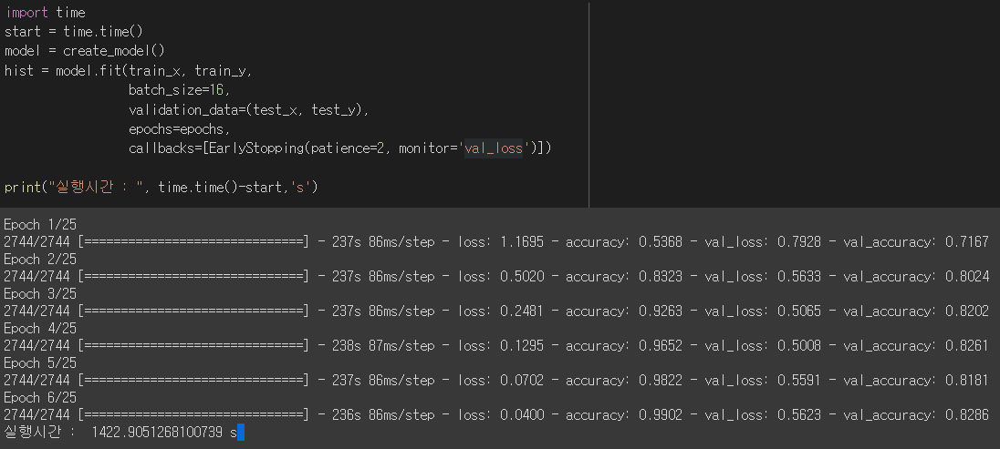 import time
start = time.time()
model = create_model()
hist = model.fit(train_x, train_y,
batch_size=16,
validation_data=(test_x, test_y),
epochs=epochs,
callbacks=[EarlyStopping(patience=2, monitor='val_loss')])
print("실행시간 : ", time.time()-start,'s')
Epoch 1/25
2744/2744 [==============================] - 237s 86ms/step - loss: 1.1695 - accuracy: 0.5368 - val_loss: 0.7928 - val_accuracy: 0.7167
Epoch 2/25
2744/2744 [==============================] - 237s 86ms/step - loss: 0.5020 - accuracy: 0.8323 - val_loss: 0.5633 - val_accuracy: 0.8024
Epoch 3/25
2744/2744 [==============================] - 237s 86ms/step - loss: 0.2481 - accuracy: 0.9263 - val_loss: 0.5065 - val_accuracy: 0.8202
Epoch 4/25
2744/2744 [==============================] - 238s 87ms/step - loss: 0.1295 - accuracy: 0.9652 - val_loss: 0.5008 - val_accuracy: 0.8261
Epoch 5/25
2744/2744 [==============================] - 237s 86ms/step - loss: 0.0702 - accuracy: 0.9822 - val_loss: 0.5591 - val_accuracy: 0.8181
Epoch 6/25
2744/2744 [==============================] - 236s 86ms/step - loss: 0.0400 - accuracy: 0.9902 - val_loss: 0.5623 - val_accuracy: 0.8286
실행시간 :  1422.9051268100739 s